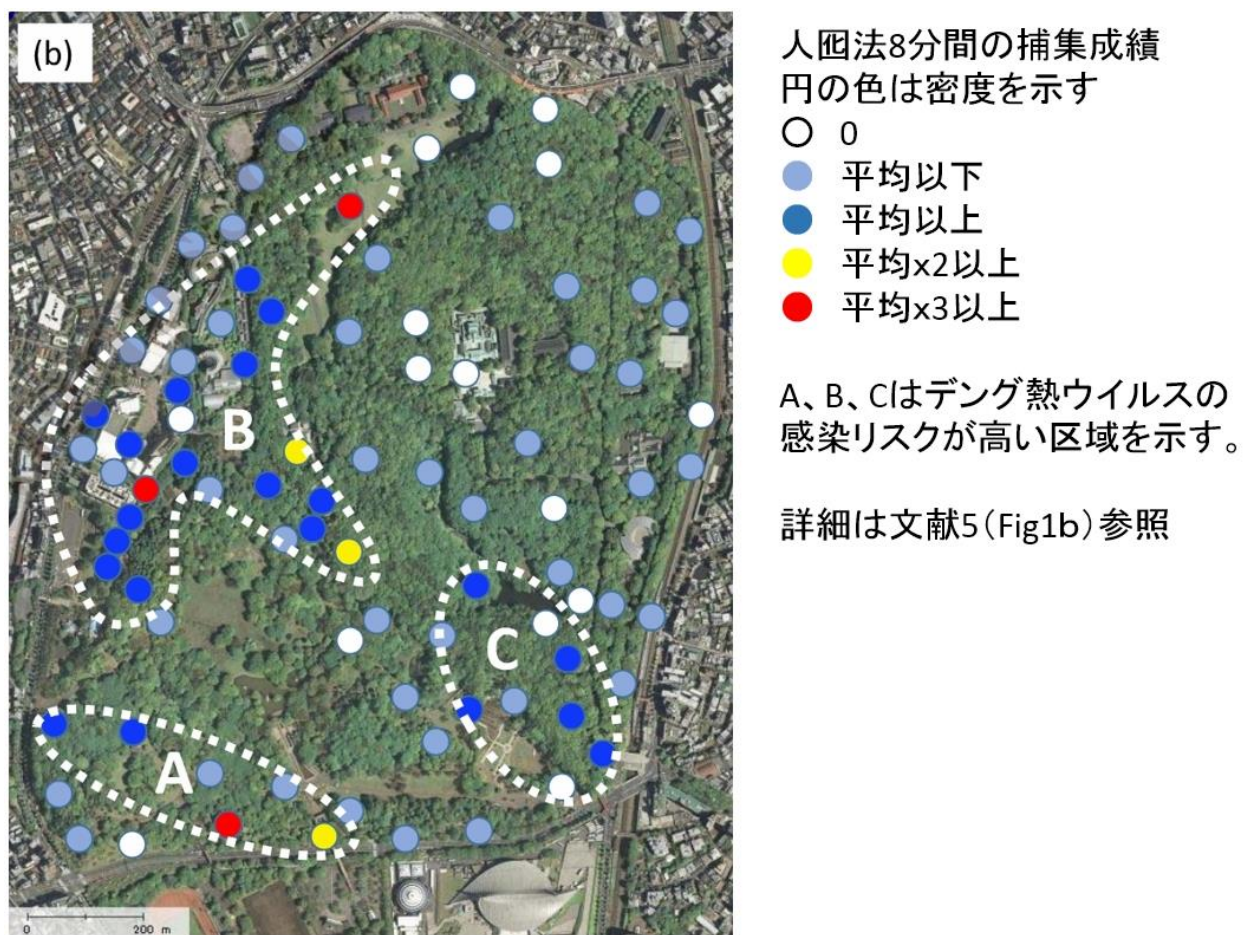 (b)
B
C
A
0 200 m
人囮法8分間の捕集成績
円の色は密度を示す
0
平均以下
平均以上
平均x2以上
平均x3以上
A、B、Cはデング熱ウイルスの
感染リスクが高い区域を示す。
詳細は文献5(Fig1b)参照